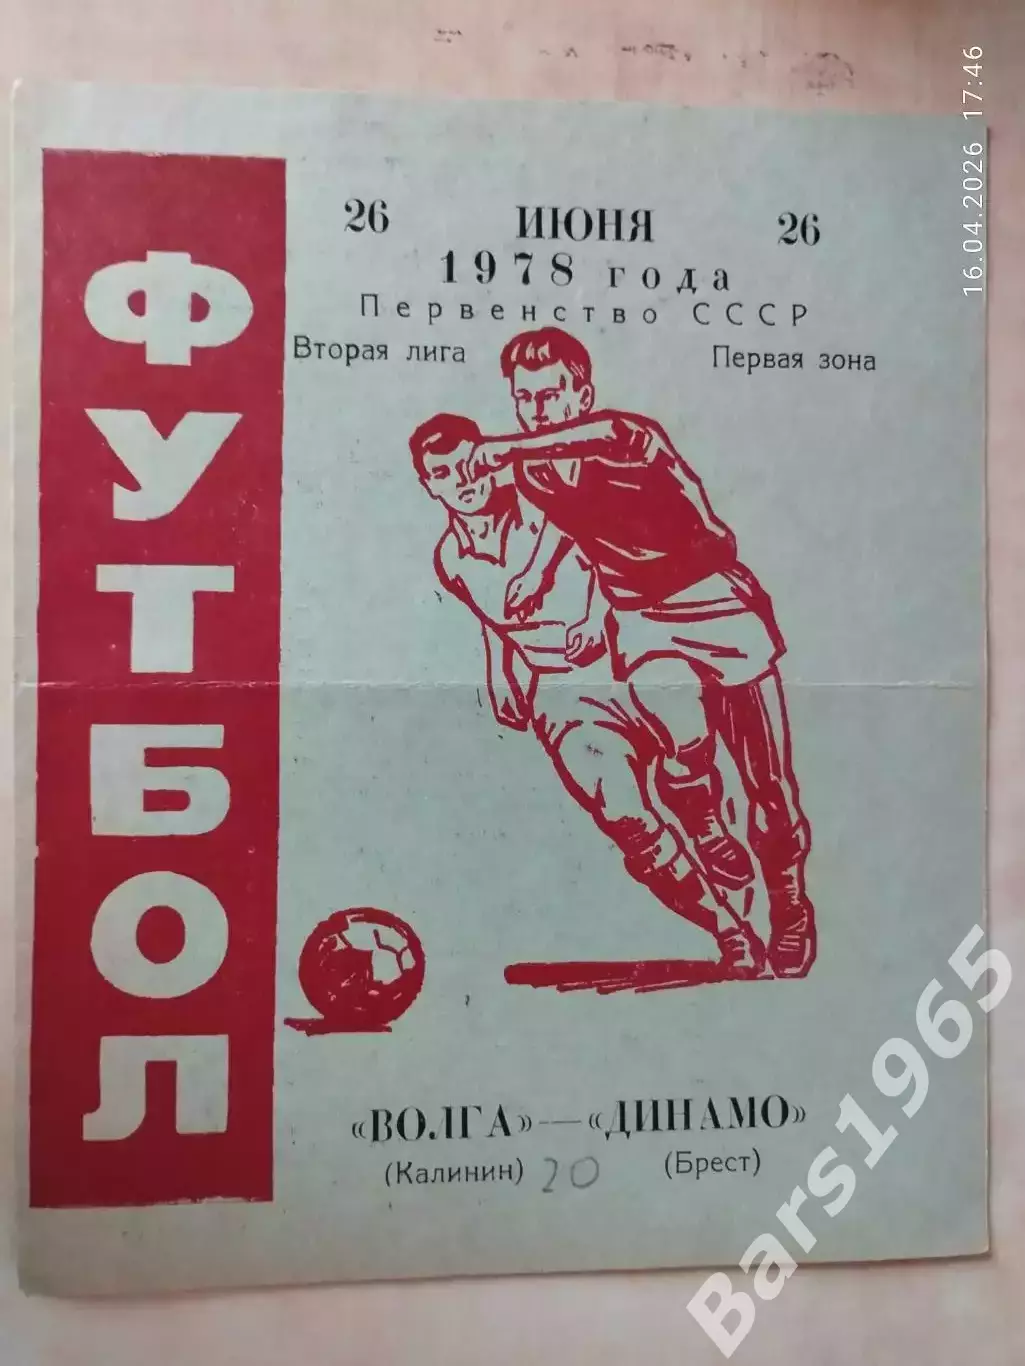 16.04.2026 17:46
ФУТБОЛ
26 ИЮНЯ 26
1978 года
Первенство СССР
Вторая лига Первая зона
«ВОЛГА»—«ДИНАМО»
(Калинин) 20 (Брест)
Bars1965